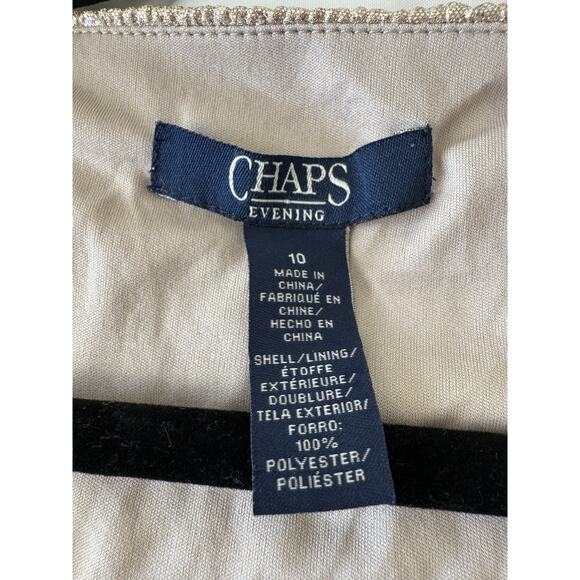 CHAPS
EVENING
10
MADE IN
CHINA/
FABRIQUÉ EN
CHINE/
HECHO EN
CHINA
SHELL/LINING/
ÉTOFFE
EXTÉRIEURE/
DOUBLURE/
TELA EXTERIOR/
FORRO:
100%
POLYESTER/
POLIÉSTER